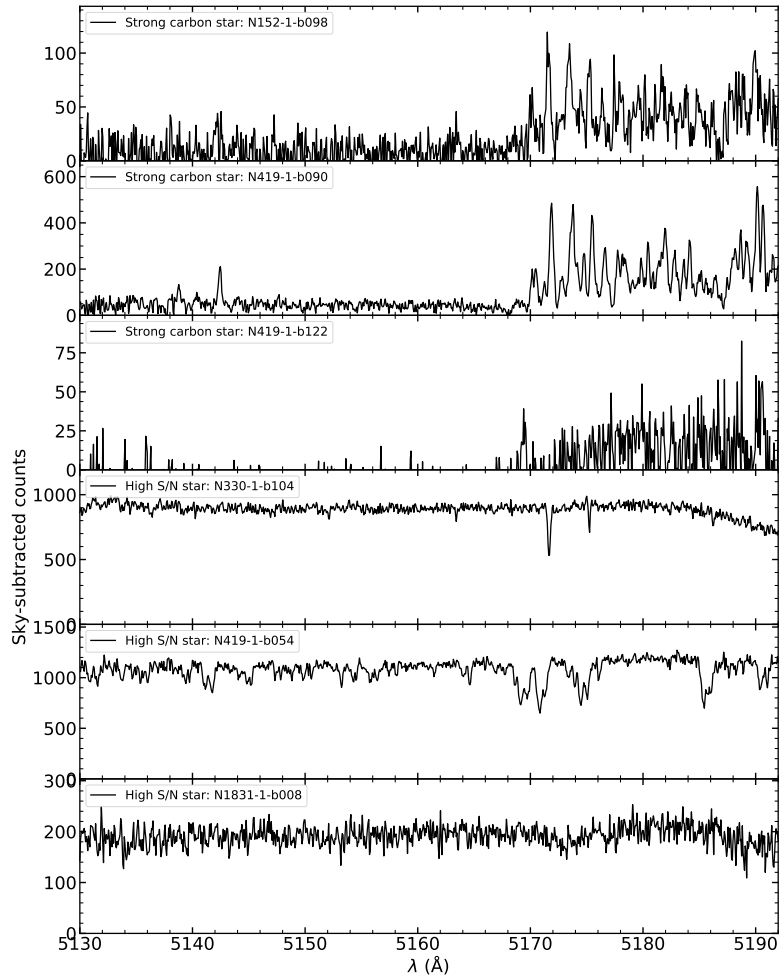 Strong carbon star: N152-1-b098
100
50
0
Strong carbon star: N419-1-b090
600
400
200
0
Strong carbon star: N419-1-b122
75
50
25
0
High S/N star: N330-1-b104
1000
500
0
High S/N star: N419-1-b054
1500
1000
500
0
High S/N star: N1831-1-b008
300
200
100
0
5130 5140 5150 5160 5170 5180 5190
λ (Å)
Sky-subtracted counts